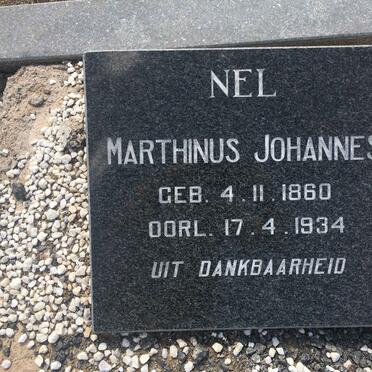 NEL
MARTHINUS JOHANNES
GEB. 4.11.1860
OORL. 17.4.1934
UIT DANKBAARHEID